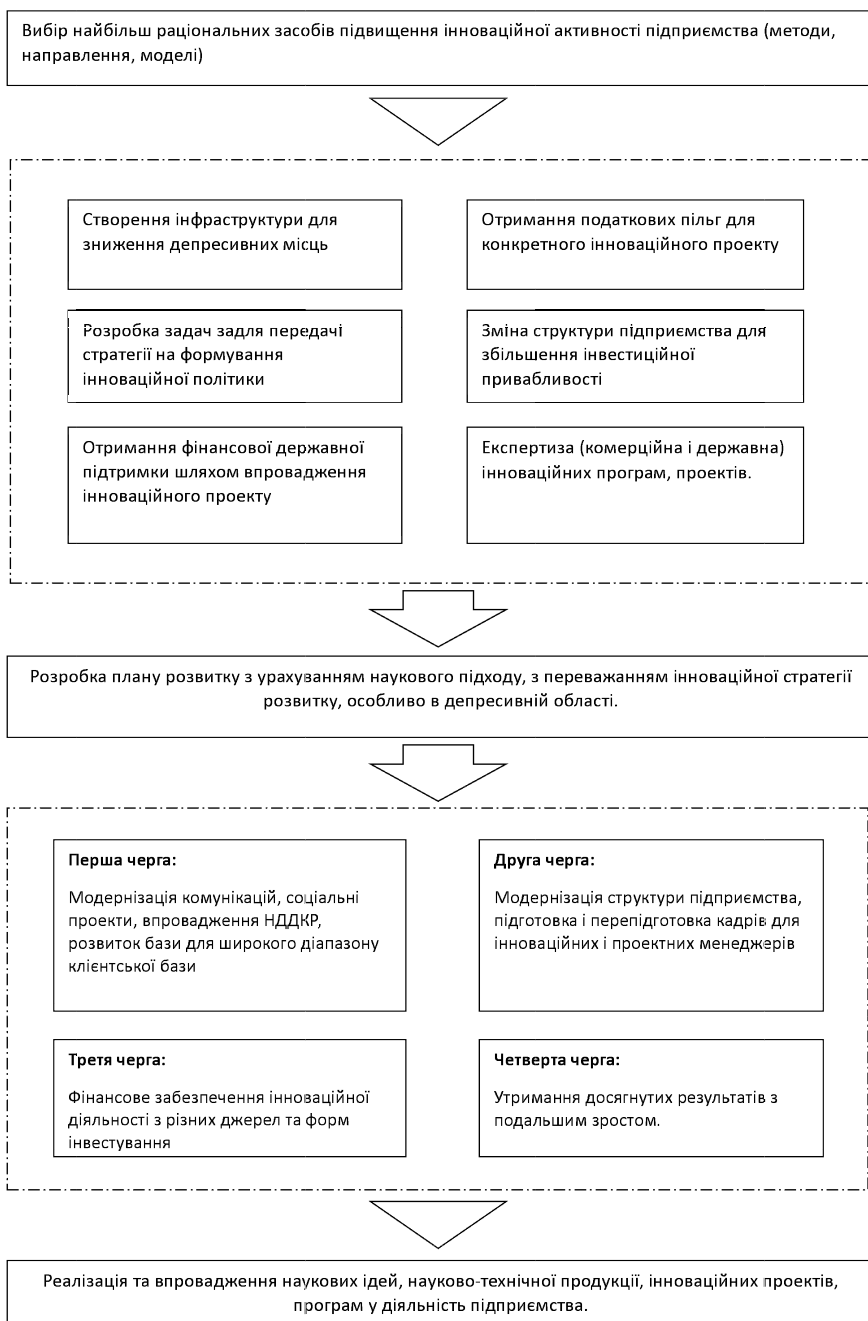 Вибір найбільш раціональних засобів підвищення інноваційної активності підприємства (методи,
направлення, моделі)
Створення інфраструктури для
зниження депресивних місць
Отримання податкових пільг для
конкретного інноваційного проекту
Розробка задач задля передачі
стратегії на формування
інноваційної політики
Зміна структури підприємства для
збільшення інвестиційної
привабливості
Отримання фінансової державної
підтримки шляхом впровадження
інноваційного проекту
Експертиза (комерційна і державна)
інноваційних програм, проектів.
Розробка плану розвитку з урахуванням наукового підходу, з переважанням інноваційної стратегії
розвитку, особливо в депресивній області.
Перша черга:
Модернізація комунікацій, соціальні
проекти, впровадження НДДКР,
розвиток бази для широкого діапазону
клієнтської бази
Друга черга:
Модернізація структури підприємства,
підготовка і перепідготовка кадрів для
інноваційних і проектних менеджерів
Третя черга:
Фінансове забезпечення інноваційної
діяльності з різних джерел та форм
інвестування
Четверта черга:
Утримання досягнутих результатів з
подальшим зростом.
Реалізація та впровадження наукових ідей, науково-технічної продукції, інноваційних проектів,
програм у діяльність підприємства.